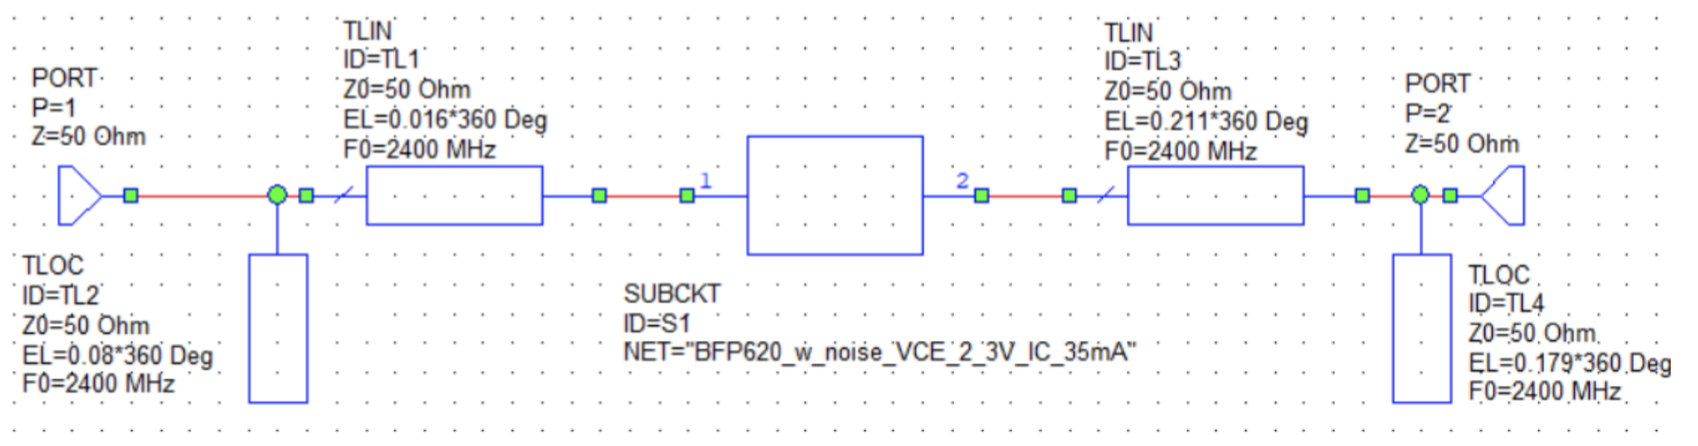 PORT
P=1
Z=50 Ohm
TLIN
ID=TL1
Z0=50 Ohm
EL=0.016*360 Deg
F0=2400 MHz
TLOC
ID=TL2
Z0=50 Ohm
EL=0.08*360 Deg
F0=2400 MHz
1
2
SUBCKT
ID=S1
NET="BFP620_w_noise_VCE_2_3V_IC_35mA"
TLIN
ID=TL3
Z0=50 Ohm
EL=0.211*360 Deg
F0=2400 MHz
PORT
P=2
Z=50 Ohm
TLOC
ID=TL4
Z0=50 Ohm
EL=0.179*360 Deg
F0=2400 MHz